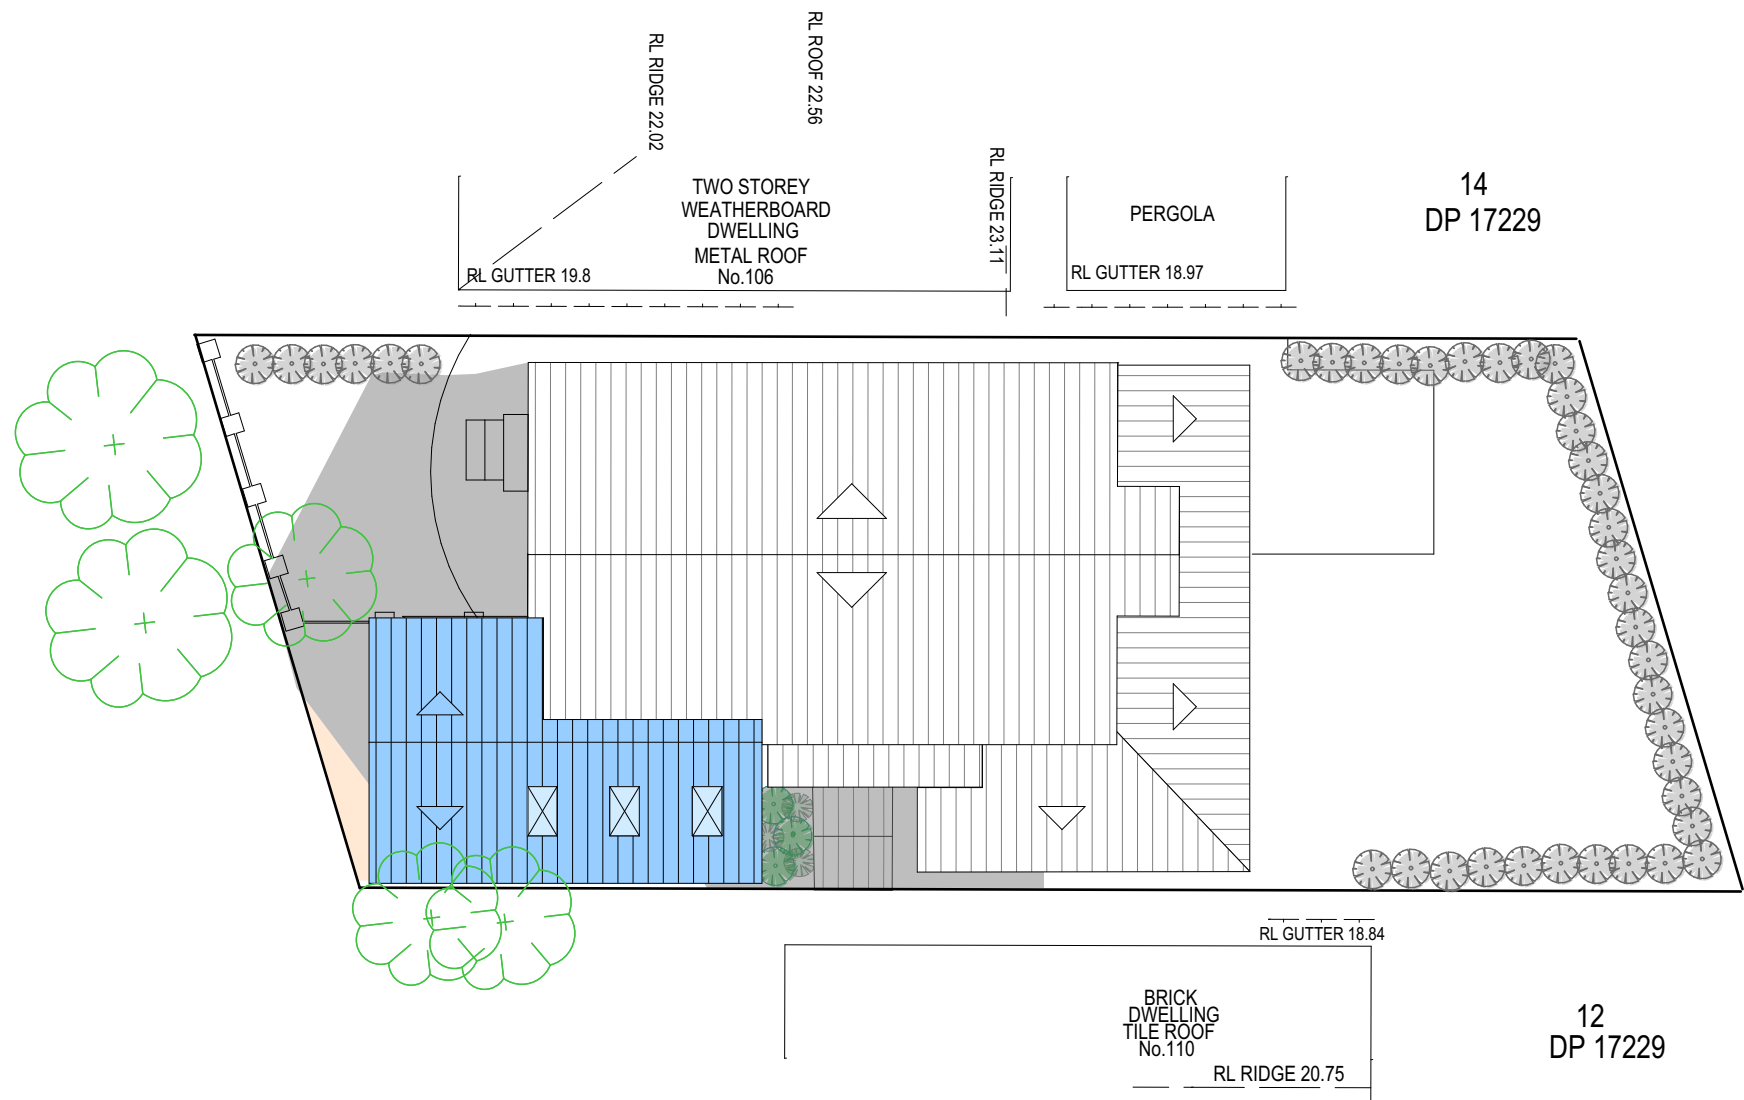 RL ROOF 22.56
RL RIDGE 22.02
RL RIDGE 23.11
TWO STOREY
WEATHERBOARD
DWELLING
METAL ROOF
No.106
RL GUTTER 19.8
PERGOLA
RL GUTTER 18.97
14
DP 17229
RL GUTTER 18.84
BRICK
DWELLING
TILE ROOF
No.110
RL RIDGE 20.75
12
DP 17229